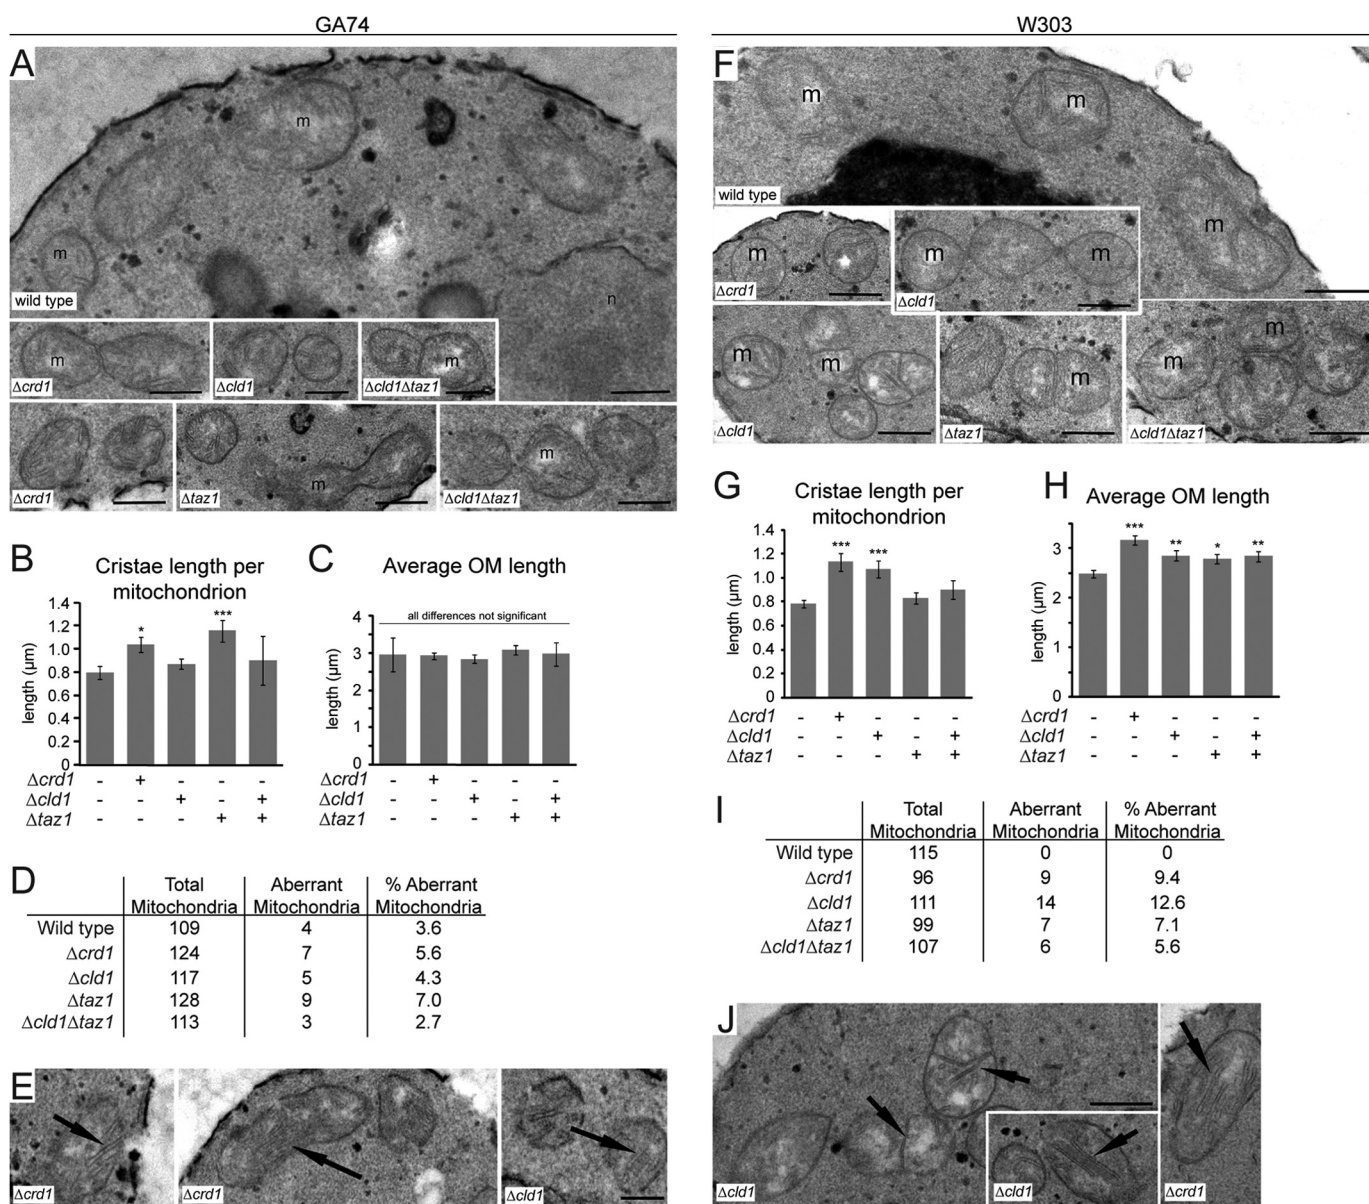 GA74
A
m
m
n
wild type
m
Δcrd1
Δcld1
m
Δcld1Δtaz1
Δcrd1
m
Δtaz1
m
Δcld1Δtaz1
B
Cristae length per
mitochondrion
length (μm)
1.4
1.2
1.0
0.8
0.6
0.4
0.2
0
* ***
Δcrd1 - + - - -
Δcld1 - - + - +
Δtaz1 - - - + +
C
Average OM length
all differences not significant
length (μm)
4
3
3
2
2
1
0
Δcrd1 - + - - -
Δcld1 - - + - +
Δtaz1 - - - + +
D
Total Aberrant % Aberrant
Mitochondria Mitochondria Mitochondria
Wild type 109 4 3.6
Δcrd1 124 7 5.6
Δcld1 117 5 4.3
Δtaz1 128 9 7.0
Δcld1Δtaz1 113 3 2.7
E
Δcrd1
Δcrd1
Δcld1
W303
F
m
m
wild type
m
m
m
Δcrd1
m
m
Δcld1
m
m
Δcld1
m
Δtaz1
m
m
Δcld1Δtaz1
G
Cristae length per
mitochondrion
length (μm)
1.4
1.2
1.0
0.8
0.6
0.4
0.2
0
*** ***
Δcrd1 - + - - -
Δcld1 - - + - +
Δtaz1 - - - + +
H
Average OM length
length (μm)
3
3
2
2
1
0
*** ** * **
Δcrd1 - + - - -
Δcld1 - - + - +
Δtaz1 - - - + +
I
Total Aberrant % Aberrant
Mitochondria Mitochondria Mitochondria
Wild type 115 0 0
Δcrd1 96 9 9.4
Δcld1 111 14 12.6
Δtaz1 99 7 7.1
Δcld1Δtaz1 107 6 5.6
J
Δcld1
Δcld1
Δcrd1